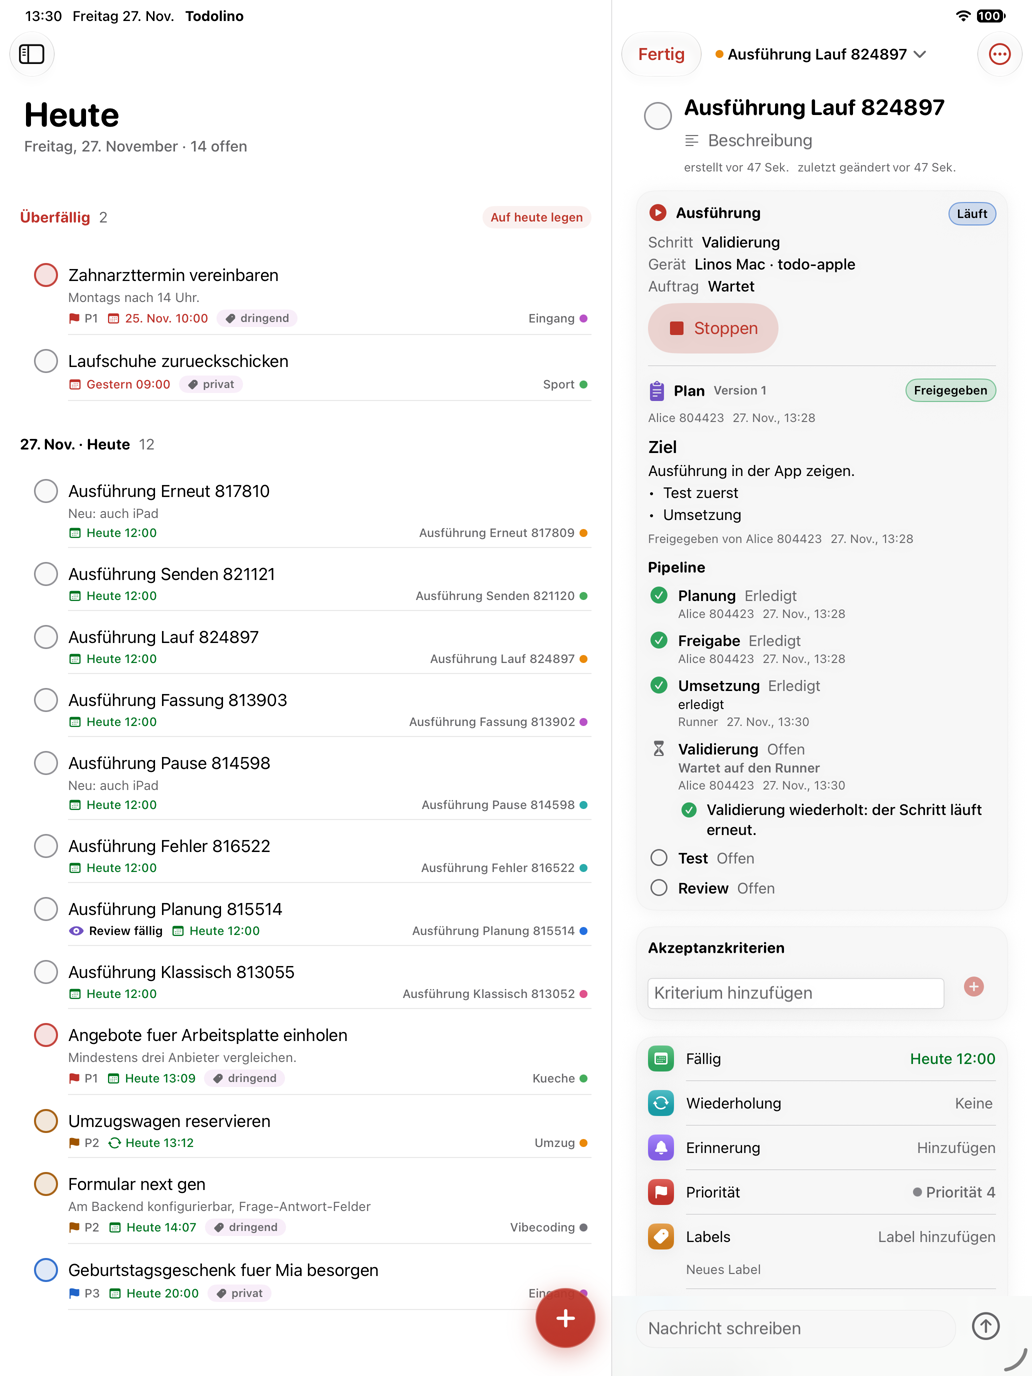 13:30 Freitag 27. Nov. Todolino
100
Heute
Freitag, 27. November · 14 offen
Überfällig 2
Auf heute legen
Zahnarzttermin vereinbaren
Montags nach 14 Uhr.
P1 25. Nov. 10:00 dringend Eingang
Laufschuhe zurueckschicken
Gestern 09:00 privat Sport
27. Nov. · Heute 12
Ausführung Erneut 817810
Neu: auch iPad
Heute 12:00 Ausführung Erneut 817809
Ausführung Senden 821121
Heute 12:00 Ausführung Senden 821120
Ausführung Lauf 824897
Heute 12:00 Ausführung Lauf 824897
Ausführung Fassung 813903
Heute 12:00 Ausführung Fassung 813902
Ausführung Pause 814598
Neu: auch iPad
Heute 12:00 Ausführung Pause 814598
Ausführung Fehler 816522
Heute 12:00 Ausführung Fehler 816522
Ausführung Planung 815514
Review fällig Heute 12:00 Ausführung Planung 815514
Ausführung Klassisch 813055
Heute 12:00 Ausführung Klassisch 813052
Angebote fuer Arbeitsplatte einholen
Mindestens drei Anbieter vergleichen.
P1 Heute 13:09 dringend Kueche
Umzugswagen reservieren
P2 Heute 13:12 Umzug
Formular next gen
Am Backend konfigurierbar, Frage-Antwort-Felder
P2 Heute 14:07 dringend Vibecoding
Geburtstagsgeschenk fuer Mia besorgen
P3 Heute 20:00 privat
Fertig
Ausführung Lauf 824897
Ausführung Lauf 824897
Beschreibung
erstellt vor 47 Sek. zuletzt geändert vor 47 Sek.
Ausführung Läuft
Schritt Validierung
Gerät Linos Mac · todo-apple
Auftrag Wartet
Stoppen
Plan Version 1 Freigegeben
Alice 804423 27. Nov., 13:28
Ziel
Ausführung in der App zeigen.
• Test zuerst
• Umsetzung
Freigegeben von Alice 804423 27. Nov., 13:28
Pipeline
Planung Erledigt
Alice 804423 27. Nov., 13:28
Freigabe Erledigt
Alice 804423 27. Nov., 13:28
Umsetzung Erledigt
erledigt
Runner 27. Nov., 13:30
Validierung Offen
Wartet auf den Runner
Alice 804423 27. Nov., 13:30
Validierung wiederholt: der Schritt läuft
erneut.
Test Offen
Review Offen
Akzeptanzkriterien
Kriterium hinzufügen
Fällig Heute 12:00
Wiederholung Keine
Erinnerung Hinzufügen
Priorität Priorität 4
Labels Label hinzufügen
Neues Label
Nachricht schreiben